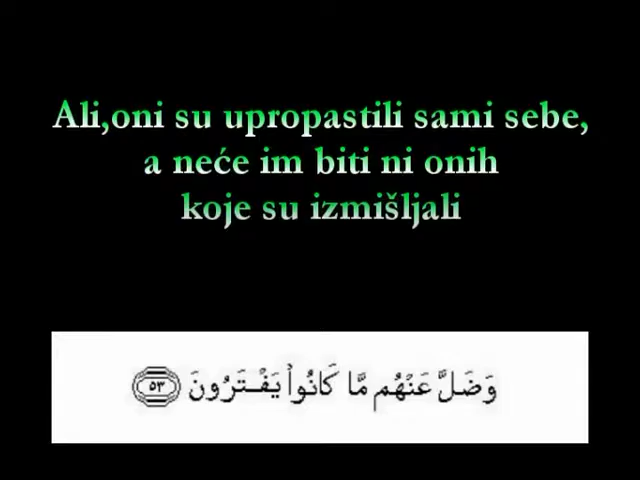 Ali,oni su upropastili sami sebe,
a neće im biti ni onih
koje su izmišljali
وَضَلَّ عَنْهُم مَّا كَانُوا۟ يَفْتَرُونَ ٥٣